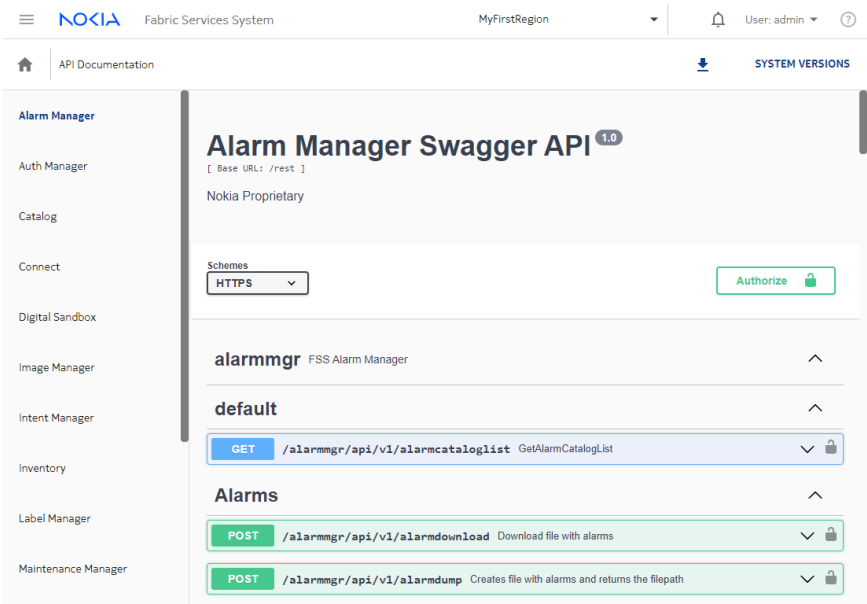 NOKIA Fabric Services System MyFirstRegion User: admin ?
API Documentation SYSTEM VERSIONS
Alarm Manager
Auth Manager
Catalog
Connect
Digital Sandbox
Image Manager
Intent Manager
Inventory
Label Manager
Maintenance Manager
Alarm Manager Swagger API 1.0
[ Base URL: /rest ]
Nokia Proprietary
Schemes
HTTPS
Authorize
alarmmgr FSS Alarm Manager
default
GET /alarmmgr/api/v1/alarmcataloglist GetAlarmCatalogList
Alarms
POST /alarmmgr/api/v1/alarmdownload Download file with alarms
POST /alarmmgr/api/v1/alarmdump Creates file with alarms and returns the filepath